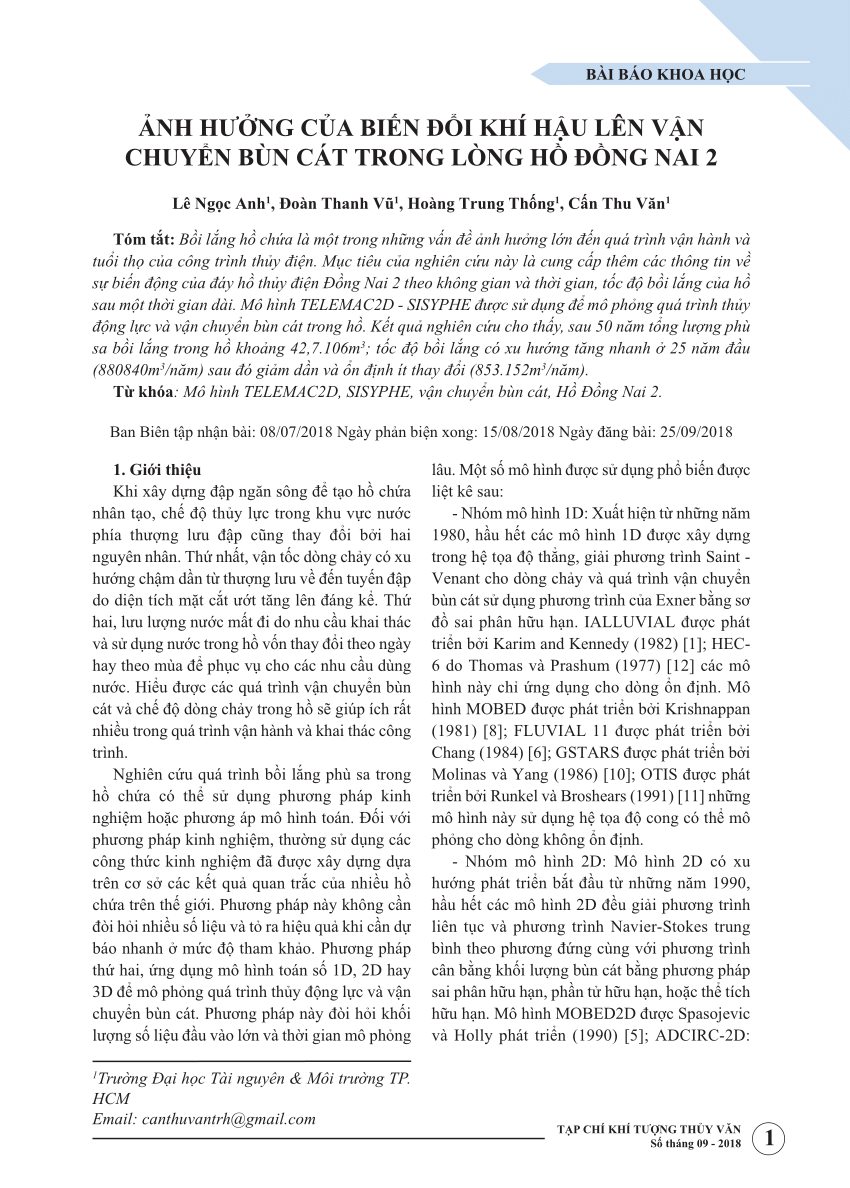 BÀI BÁO KHOA HỌC
ẢNH HƯỞNG CỦA BIẾN ĐỔI KHÍ HẬU LÊN VẬN
CHUYỂN BÙN CÁT TRONG LÒNG HỒ ĐỒNG NAI 2
Lê Ngọc Anh¹, Đoàn Thanh Vũ¹, Hoàng Trung Thống¹, Cấn Thu Văn¹
Tóm tắt: Bồi lắng hồ chứa là một trong những vấn đề ảnh hưởng lớn đến quá trình vận hành và
tuổi thọ của công trình thủy điện. Mục tiêu của nghiên cứu này là cung cấp thêm các thông tin về
sự biến động của đáy hồ thủy điện Đồng Nai 2 theo không gian và thời gian, tốc độ bồi lắng của hồ
sau một thời gian dài. Mô hình TELEMAC2D - SISYPHE được sử dụng để mô phỏng quá trình thủy
động lực và vận chuyển bùn cát trong hồ. Kết quả nghiên cứu cho thấy, sau 50 năm tổng lượng phù
sa bồi lắng trong hồ khoảng 42,7.106m³; tốc độ bồi lắng có xu hướng tăng nhanh ở 25 năm đầu
(880840m³/năm) sau đó giảm dần và ổn định ít thay đổi (853.152m³/năm).
Từ khóa: Mô hình TELEMAC2D, SISYPHE, vận chuyển bùn cát, Hồ Đồng Nai 2.
Ban Biên tập nhận bài: 08/07/2018 Ngày phản biện xong: 15/08/2018 Ngày đăng bài: 25/09/2018
1. Giới thiệu
Khi xây dựng đập ngăn sông để tạo hồ chứa
nhân tạo, chế độ thủy lực trong khu vực nước
phía thượng lưu đập cũng thay đổi bởi hai
nguyên nhân. Thứ nhất, vận tốc dòng chảy có xu
hướng chậm dần từ thượng lưu về đến tuyến đập
do diện tích mặt cắt ướt tăng lên đáng kể. Thứ
hai, lưu lượng nước mất đi do nhu cầu khai thác
và sử dụng nước trong hồ vốn thay đổi theo ngày
hay theo mùa để phục vụ cho các nhu cầu dùng
nước. Hiểu được các quá trình vận chuyển bùn
cát và chế độ dòng chảy trong hồ sẽ giúp ích rất
nhiều trong quá trình vận hành và khai thác công
trình.
Nghiên cứu quá trình bồi lắng phù sa trong
hồ chứa có thể sử dụng phương pháp kinh
nghiệm hoặc phương áp mô hình toán. Đối với
phương pháp kinh nghiệm, thường sử dụng các
công thức kinh nghiệm đã được xây dựng dựa
trên cơ sở các kết quả quan trắc của nhiều hồ
chứa trên thế giới. Phương pháp này không cần
đòi hỏi nhiều số liệu và tỏ ra hiệu quả khi cần dự
báo nhanh ở mức độ tham khảo. Phương pháp
thứ hai, ứng dụng mô hình toán số 1D, 2D hay
3D để mô phỏng quá trình thủy động lực và vận
chuyển bùn cát. Phương pháp này đòi hỏi khối
lượng số liệu đầu vào lớn và thời gian mô phỏng
¹Trường Đại học Tài nguyên & Môi trường TP.
HCM
Email: canthuvantrh@gmail.com
lâu. Một số mô hình được sử dụng phổ biến được
liệt kê sau:
- Nhóm mô hình 1D: Xuất hiện từ những năm
1980, hầu hết các mô hình 1D được xây dựng
trong hệ tọa độ thẳng, giải phương trình Saint -
Venant cho dòng chảy và quá trình vận chuyển
bùn cát sử dụng phương trình của Exner bằng sơ
đồ sai phân hữu hạn. IALLUVIAL được phát
triển bởi Karim and Kennedy (1982) [1]; HEC-
6 do Thomas và Prashum (1977) [12] các mô
hình này chỉ ứng dụng cho dòng ổn định. Mô
hình MOBED được phát triển bởi Krishnappan
(1981) [8]; FLUVIAL 11 được phát triển bởi
Chang (1984) [6]; GSTARS được phát triển bởi
Molinas và Yang (1986) [10]; OTIS được phát
triển bởi Runkel và Broshears (1991) [11] những
mô hình này sử dụng hệ tọa độ cong có thể mô
phỏng cho dòng không ổn định.
- Nhóm mô hình 2D: Mô hình 2D có xu
hướng phát triển bắt đầu từ những năm 1990,
hầu hết các mô hình 2D đều giải phương trình
liên tục và phương trình Navier-Stokes trung
bình theo phương đứng cùng với phương trình
cân bằng khối lượng bùn cát bằng phương pháp
sai phân hữu hạn, phần tử hữu hạn, hoặc thể tích
hữu hạn. Mô hình MOBED2D được Spasojevic
và Holly phát triển (1990) [5]; ADCIRC-2D:
TẠP CHÍ KHÍ TƯỢNG THỦY VĂN
Số tháng 09 - 2018
1